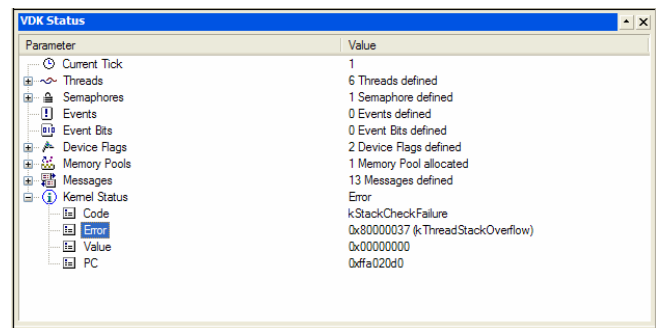 VDK Status
Parameter Value
Current Tick 1
Threads 6 Threads defined
Semaphores 1 Semaphore defined
Events 0 Events defined
Event Bits 0 Event Bits defined
Device Flags 2 Device Flags defined
Memory Pools 1 Memory Pool allocated
Messages 13 Messages defined
Kernel Status Error
Code kStackCheckFailure
Error 0x80000037 (kThreadStackOverflow)
Value 0x00000000
PC 0xffa020d0